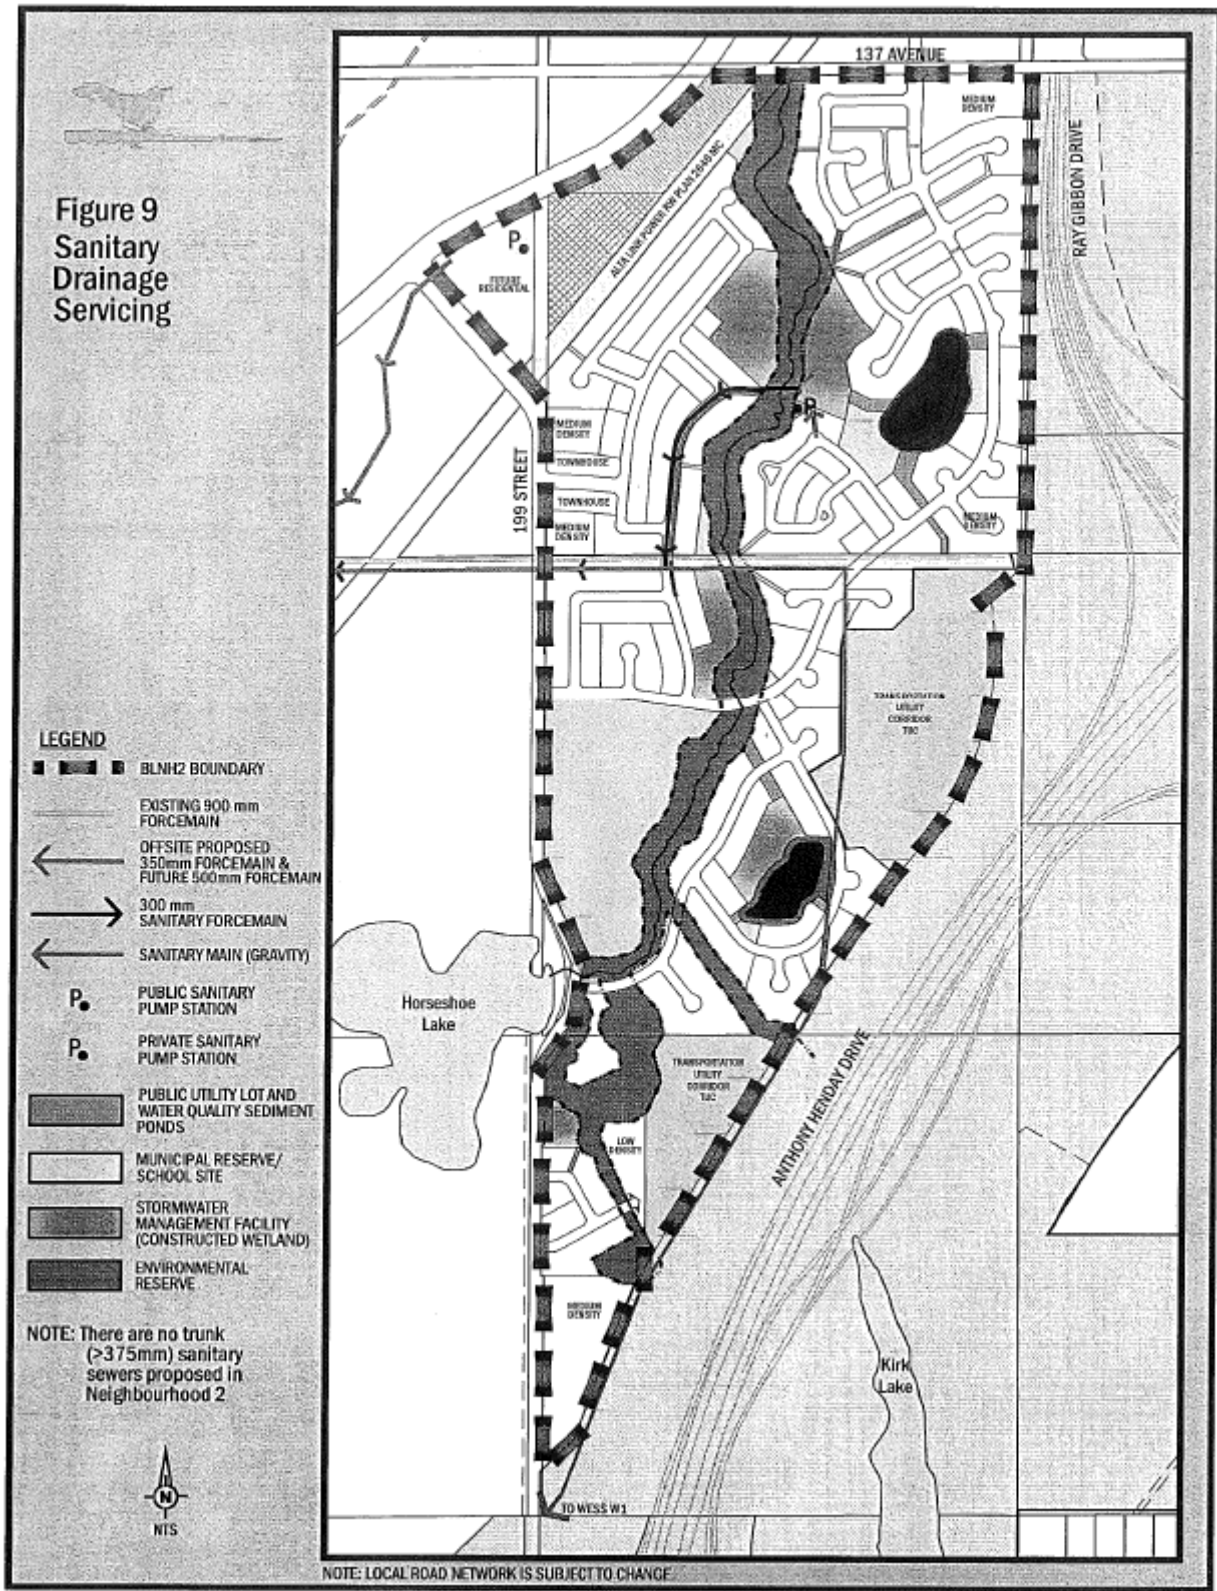 Figure 9
Sanitary
Drainage
Servicing
LEGEND
BLNH2 BOUNDARY
EXISTING 900 mm
FORCEMAIN
OFFSITE PROPOSED
350mm FORCEMAIN &
FUTURE 500mm FORCEMAIN
300 mm
SANITARY FORCEMAIN
SANITARY MAIN (GRAVITY)
P.
PUBLIC SANITARY
PUMP STATION
P.
PRIVATE SANITARY
PUMP STATION
PUBLIC UTILITY LOT AND
WATER QUALITY SEDIMENT
PONDS
MUNICIPAL RESERVE/
SCHOOL SITE
STORMWATER
MANAGEMENT FACILITY
(CONSTRUCTED WETLAND)
ENVIRONMENTAL
RESERVE
NOTE: There are no trunk
(>375mm) sanitary
sewers proposed in
Neighbourhood 2
N
NTS
137 AVENUE
MEDIUM
DENSITY
RAY GIBBON DRIVE
ALTA LINK POWER R/W PLAN 2640 MC
P.
FUTURE
RESIDENTIAL
P
MEDIUM
DENSITY
TOWNHOUSE
199 STREET
TOWNHOUSE
MEDIUM
DENSITY
MEDIUM
DENSITY
TRANSPORTATION
UTILITY
CORRIDOR
TUC
Horseshoe
Lake
TRANSPORTATION
UTILITY
CORRIDOR
TUC
ANTHONY HENDAY DRIVE
LOW
DENSITY
MEDIUM
DENSITY
Kirk
Lake
TO WESS W1
NOTE: LOCAL ROAD NETWORK IS SUBJECT TO CHANGE.